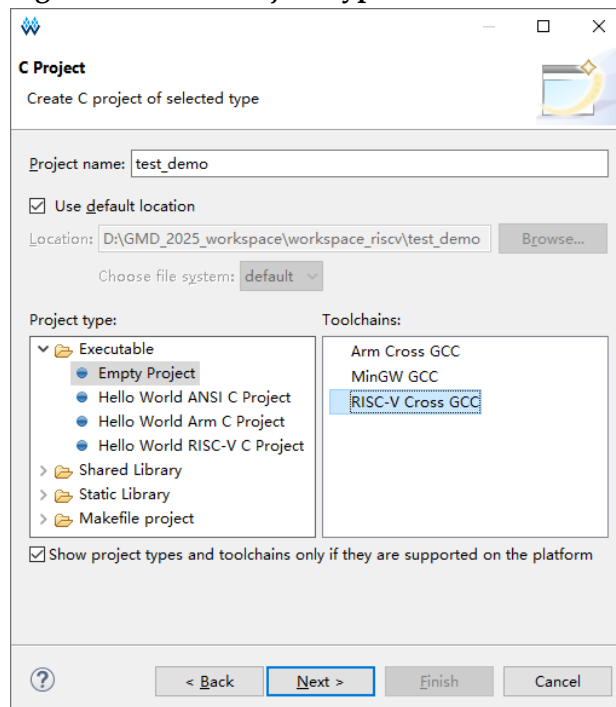 C Project
Create C project of selected type
Project name: test_demo
Use default location
Location: D:\GMD_2025_workspace\workspace_riscv\test_demo Browse...
Choose file system: default
Project type: Toolchains:
Executable Arm Cross GCC
Empty Project MinGW GCC
Hello World ANSI C Project RISC-V Cross GCC
Hello World Arm C Project
Hello World RISC-V C Project
Shared Library
Static Library
Makefile project
Show project types and toolchains only if they are supported on the platform
? < Back Next > Finish Cancel